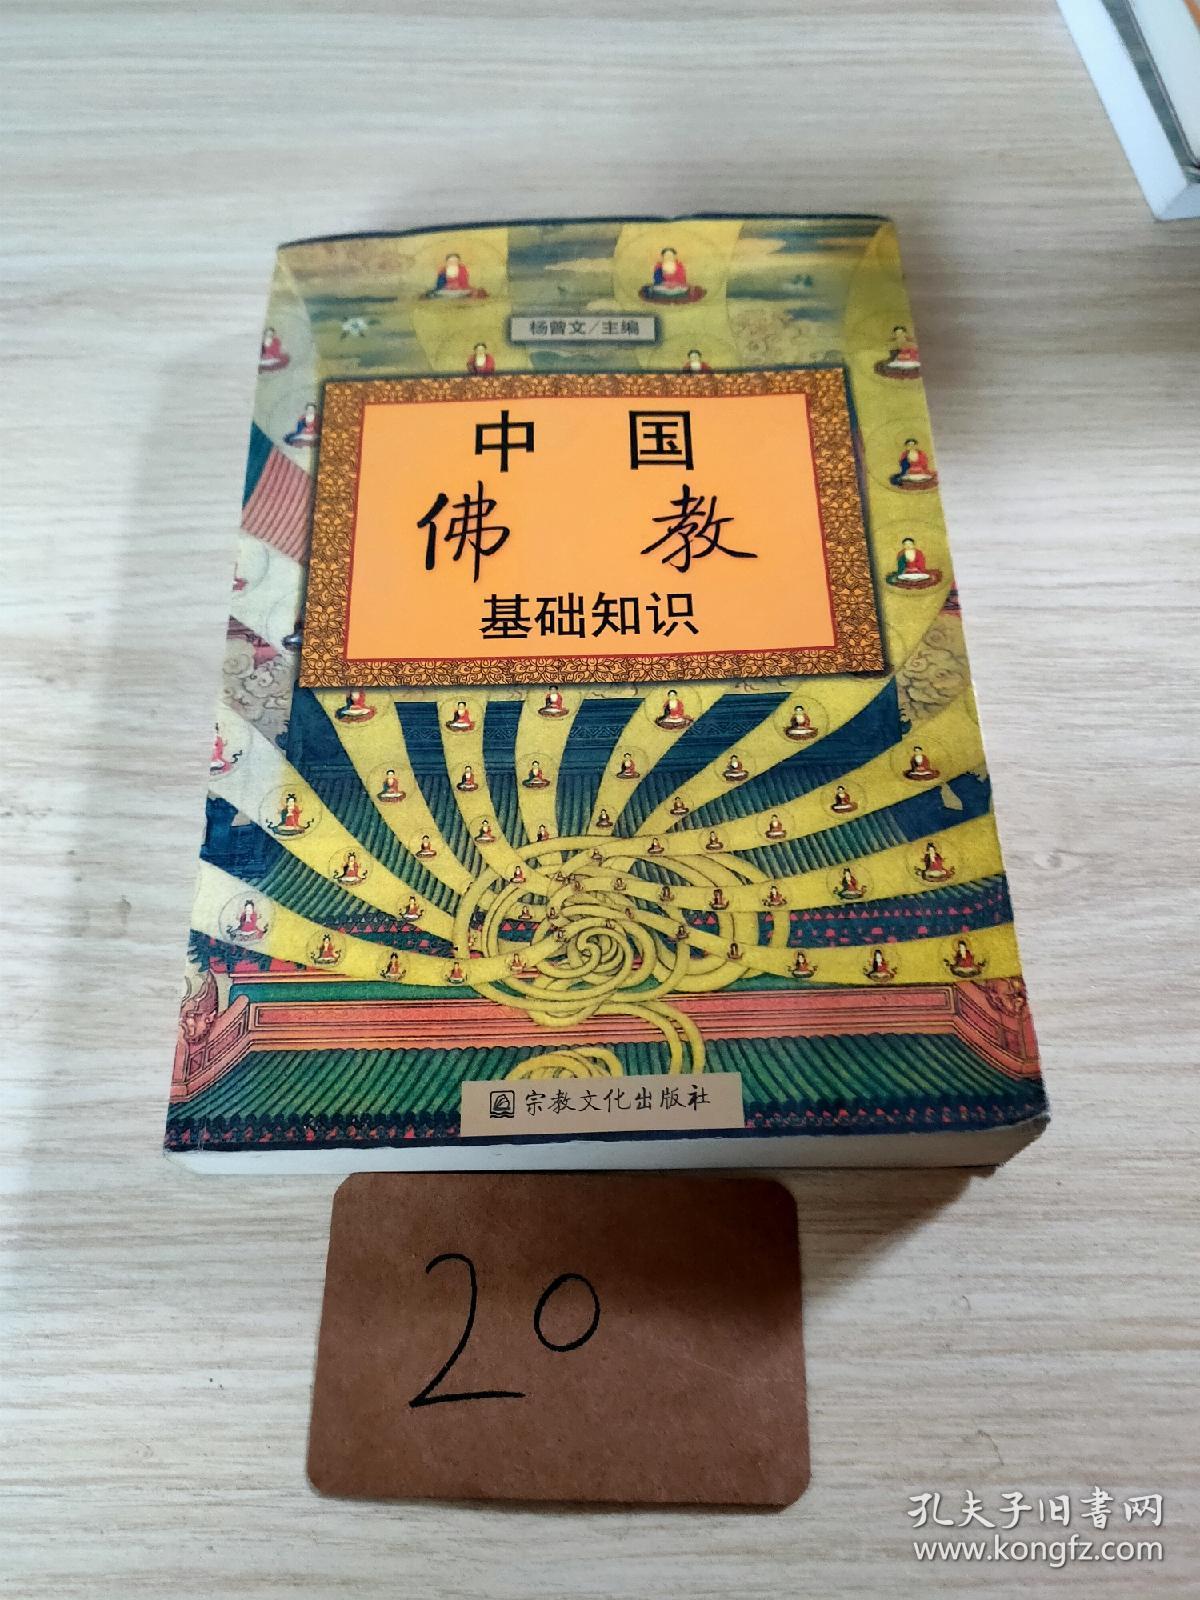 杨曾文/主编
中国
佛教
基础知识
宗教文化出版社
20
孔夫子旧书网
www.kongfz.com